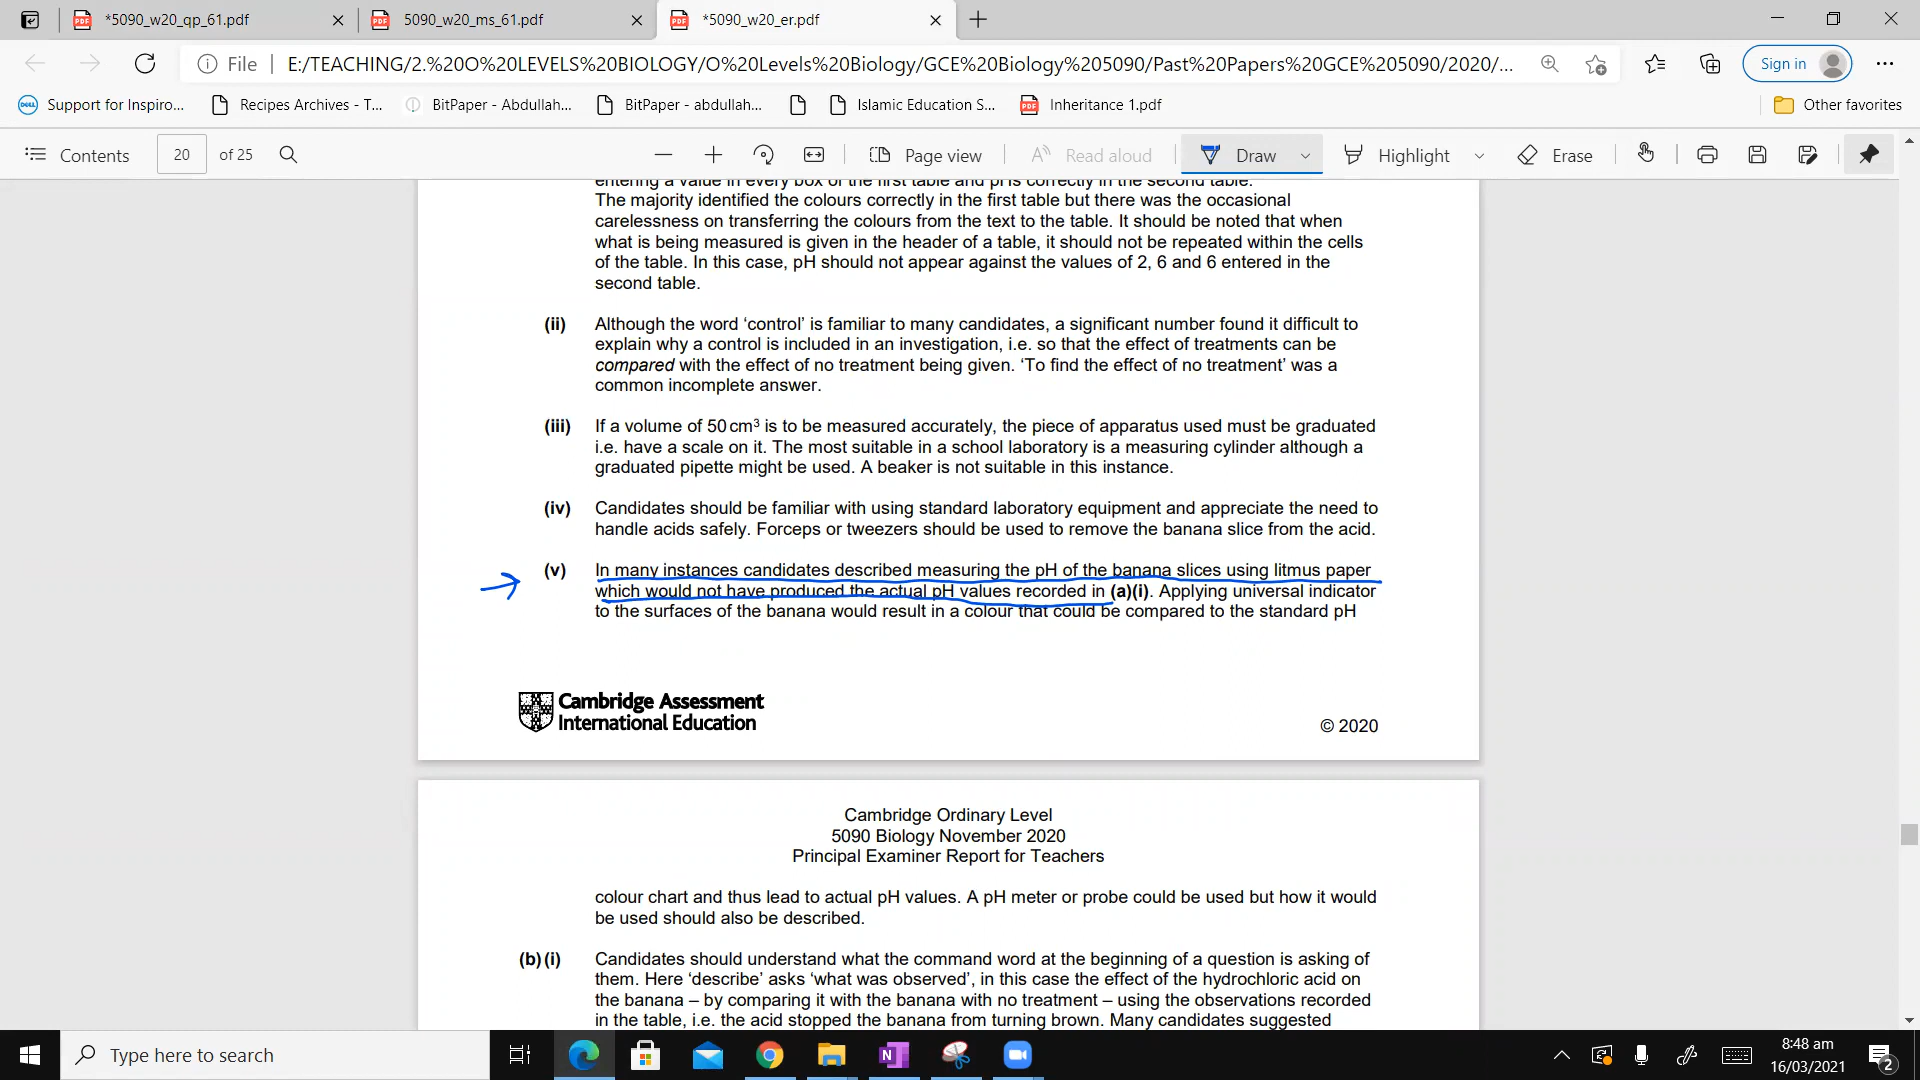 *5090_w20_qp_61.pdf
5090_w20_ms_61.pdf
*5090_w20_er.pdf
File
E:/TEACHING/2.%20O%20LEVELS%20BIOLOGY/O%20Levels%20Biology/GCE%20Biology%205090/Past%20Papers%20GCE%205090/2020/...
Sign in
Support for Inspiro...
Recipes Archives - T...
BitPaper - Abdullah...
BitPaper - abdullah...
Islamic Education S...
Inheritance 1.pdf
Other favorites
Contents
20
of 25
Page view
Read aloud
Draw
Highlight
Erase
entering a value in every box of the first table and pHs correctly in the second table.
The majority identified the colours correctly in the first table but there was the occasional
carelessness on transferring the colours from the text to the table. It should be noted that when
what is being measured is given in the header of a table, it should not be repeated within the cells
of the table. In this case, pH should not appear against the values of 2, 6 and 6 entered in the
second table.
(ii) Although the word ‘control’ is familiar to many candidates, a significant number found it difficult to
explain why a control is included in an investigation, i.e. so that the effect of treatments can be
compared with the effect of no treatment being given. ‘To find the effect of no treatment’ was a
common incomplete answer.
(iii) If a volume of 50 cm³ is to be measured accurately, the piece of apparatus used must be graduated
i.e. have a scale on it. The most suitable in a school laboratory is a measuring cylinder although a
graduated pipette might be used. A beaker is not suitable in this instance.
(iv) Candidates should be familiar with using standard laboratory equipment and appreciate the need to
handle acids safely. Forceps or tweezers should be used to remove the banana slice from the acid.
(v) In many instances candidates described measuring the pH of the banana slices using litmus paper
which would not have produced the actual pH values recorded in (a)(i). Applying universal indicator
to the surfaces of the banana would result in a colour that could be compared to the standard pH
Cambridge Assessment
International Education
© 2020
Cambridge Ordinary Level
5090 Biology November 2020
Principal Examiner Report for Teachers
colour chart and thus lead to actual pH values. A pH meter or probe could be used but how it would
be used should also be described.
(b) (i) Candidates should understand what the command word at the beginning of a question is asking of
them. Here ‘describe’ asks ‘what was observed’, in this case the effect of the hydrochloric acid on
the banana – by comparing it with the banana with no treatment – using the observations recorded
in the table, i.e. the acid stopped the banana from turning brown. Many candidates suggested
Type here to search
8:48 am
16/03/2021
2